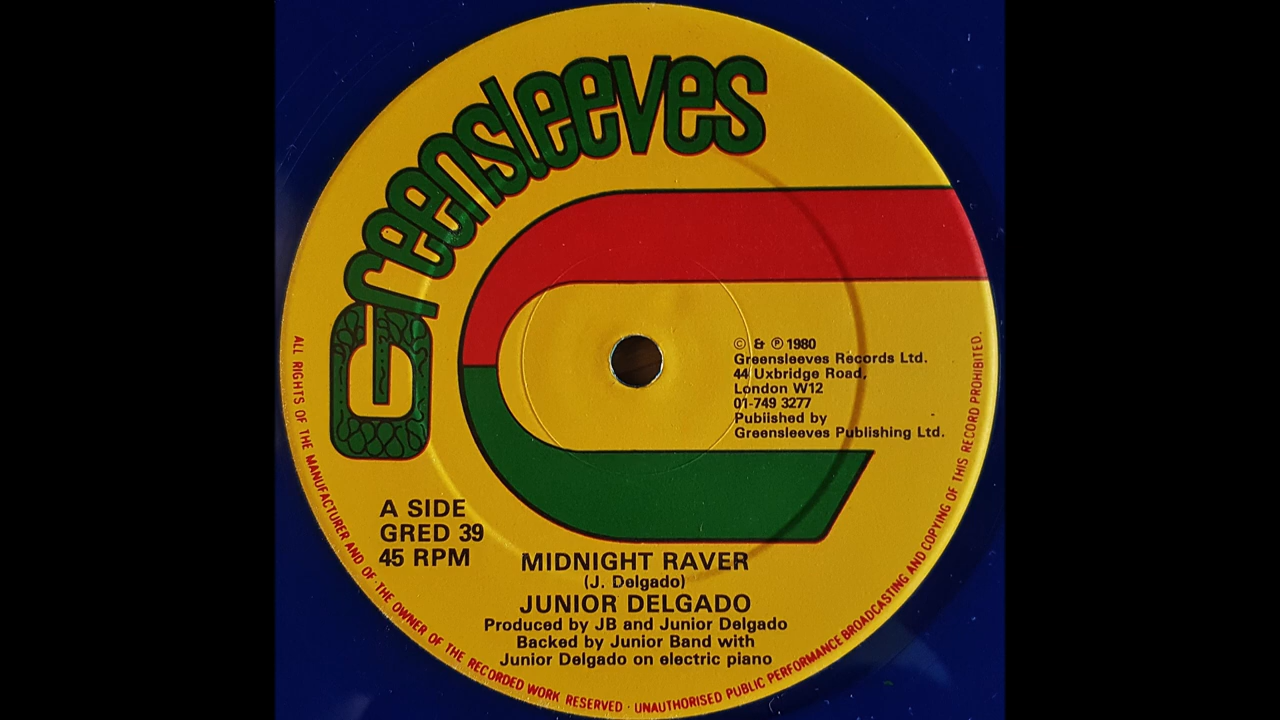 Greensleeves
© & ℗ 1980
Greensleeves Records Ltd.
44 Uxbridge Road,
London W12
01-749 3277
Published by
Greensleeves Publishing Ltd.
A SIDE
GRED 39
45 RPM
MIDNIGHT RAVER
(J. Delgado)
JUNIOR DELGADO
Produced by JB and Junior Delgado
Backed by Junior Band with
Junior Delgado on electric piano
ALL RIGHTS OF THE MANUFACTURER AND OF THE OWNER OF THE RECORDED WORK RESERVED · UNAUTHORISED PUBLIC PERFORMANCE BROADCASTING AND COPYING OF THIS RECORD PROHIBITED.